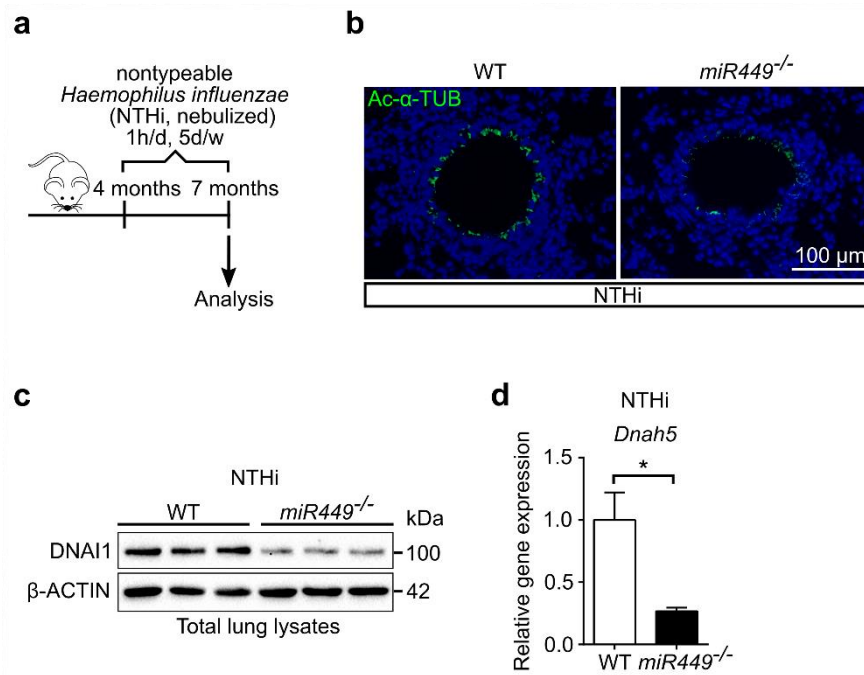 a
nontypeable
Haemophilus influenzae
(NTHi, nebulized)
1h/d, 5d/w
4 months 7 months
Analysis
b
WT miR449-/-
Ac-α-TUB
100 µm
NTHi
c
NTHi
WT miR449-/- kDa
DNAI1 100
β-ACTIN 42
Total lung lysates
d
NTHi
Dnah5
Relative gene expression
1.5
*
1.0
0.5
0.0
WT miR449-/-